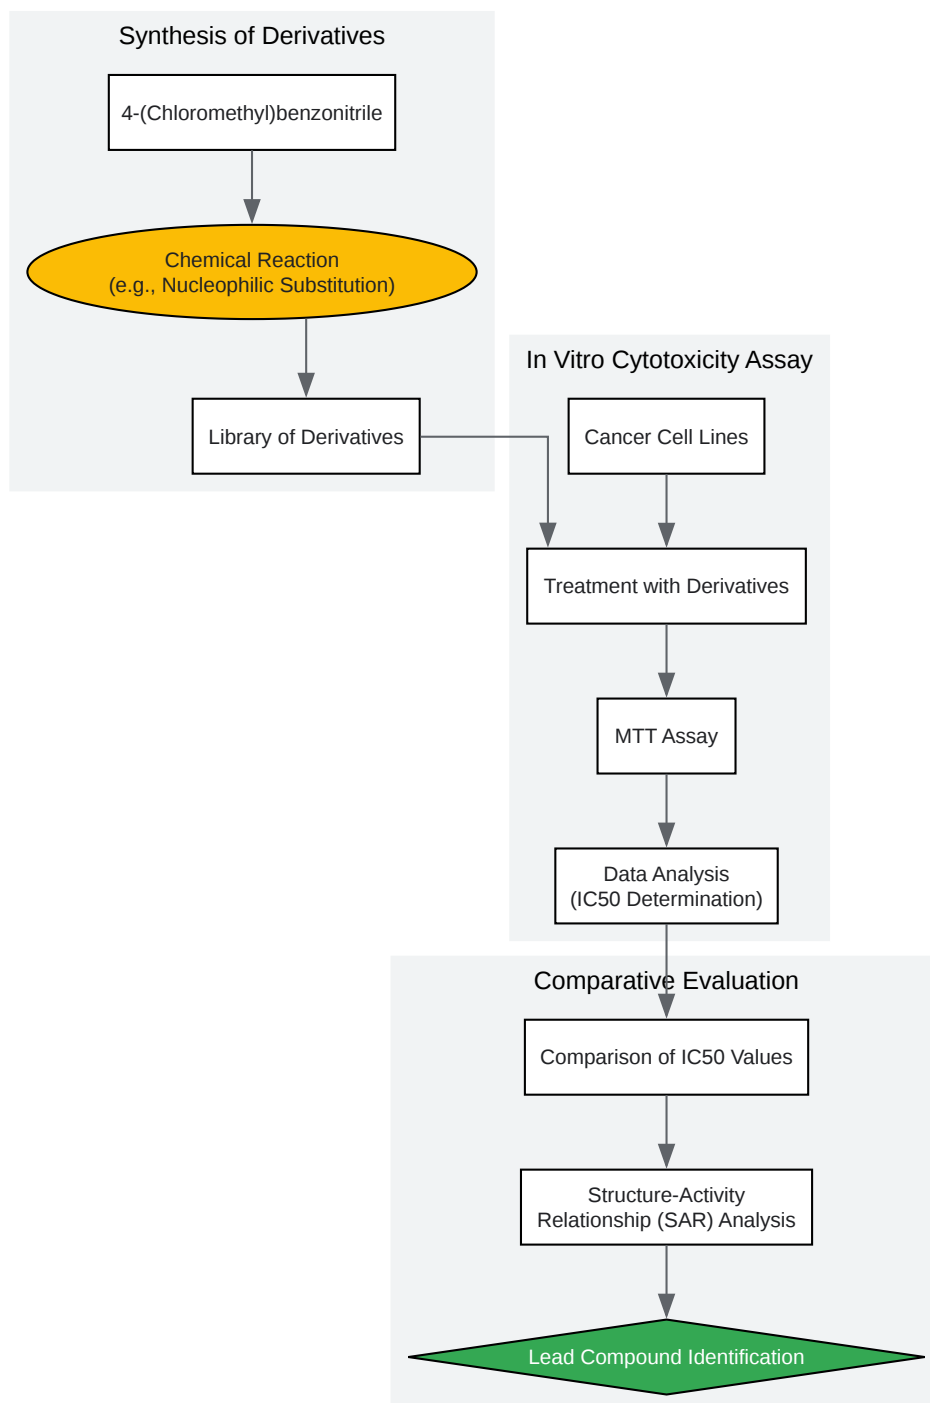 Synthesis of Derivatives
4-(Chloromethyl)benzonitrile
Chemical Reaction
(e.g., Nucleophilic Substitution)
Library of Derivatives
In Vitro Cytotoxicity Assay
Cancer Cell Lines
Treatment with Derivatives
MTT Assay
Data Analysis
(IC50 Determination)
Comparative Evaluation
Comparison of IC50 Values
Structure-Activity
Relationship (SAR) Analysis
Lead Compound Identification